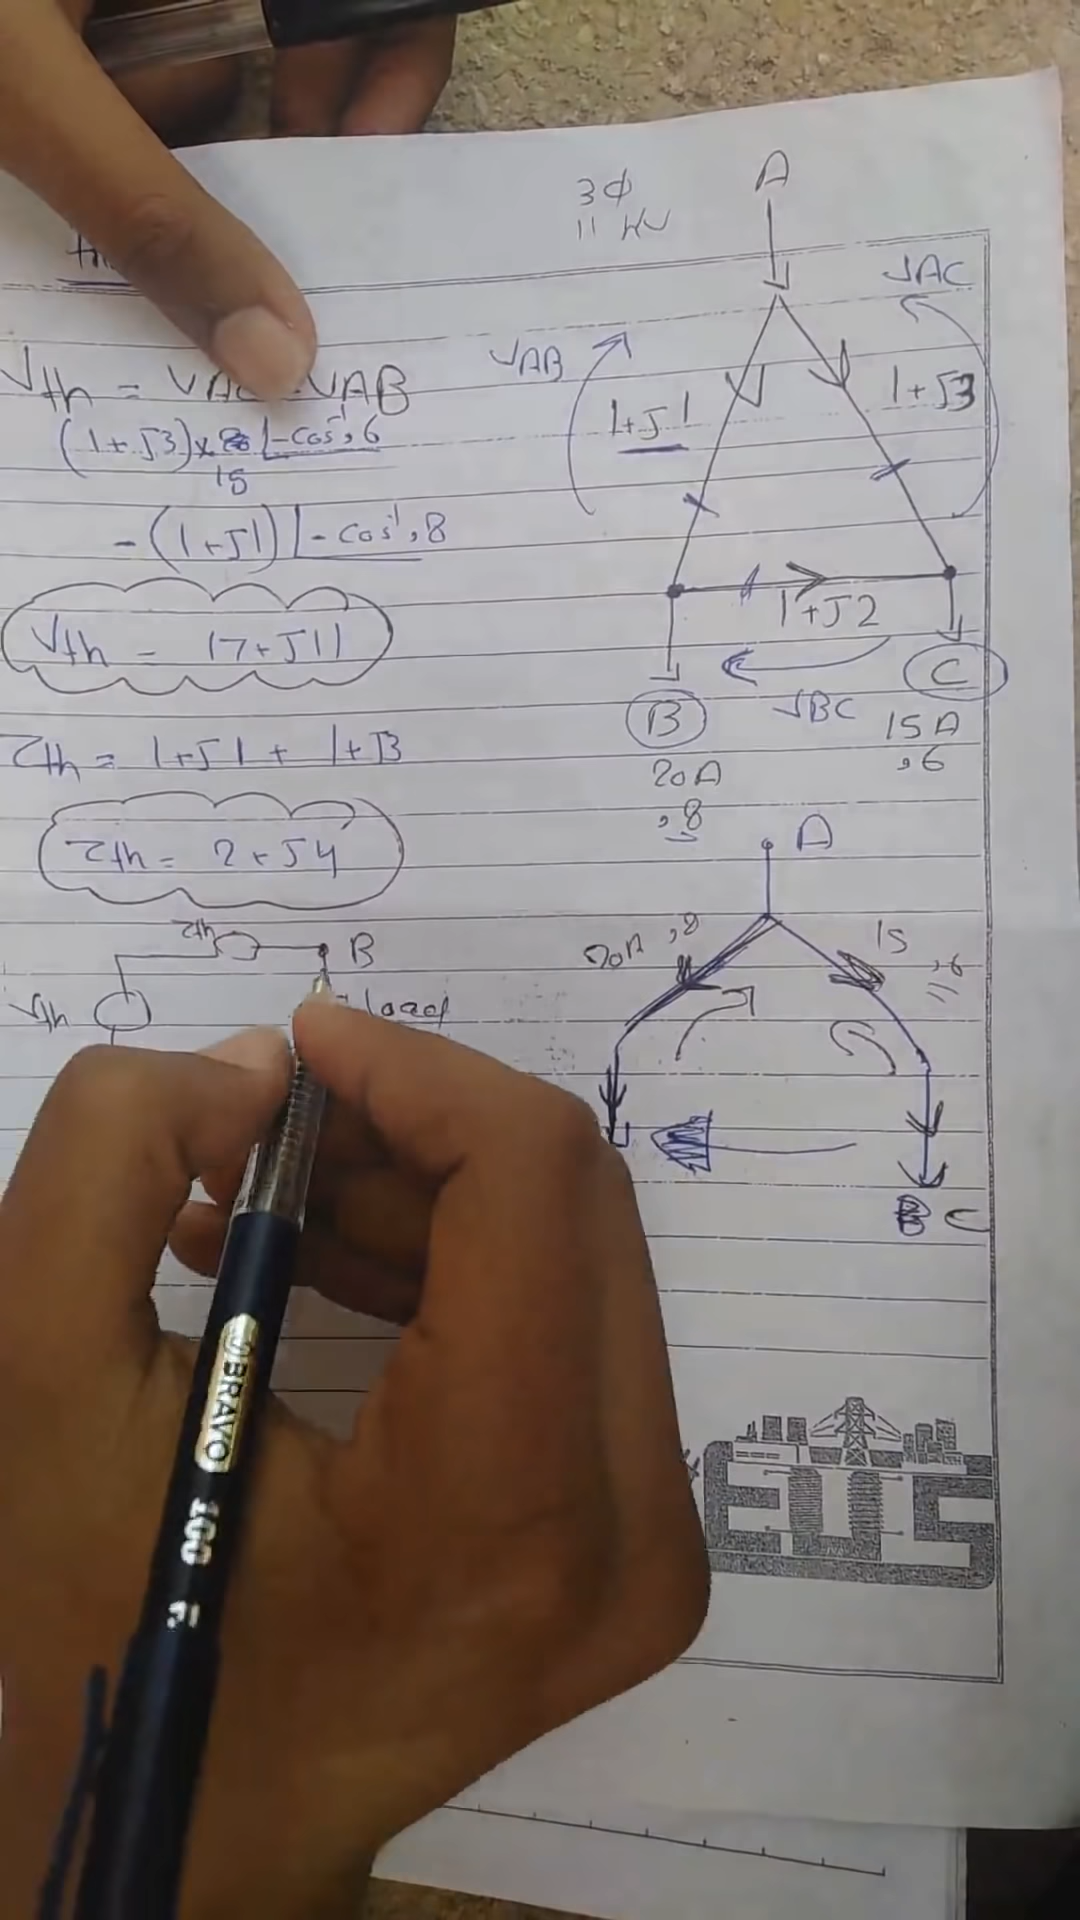 3Φ
11 kV
A
VAC
VAB
1+J1
1+J3
1+J2
VBC
B
20A
,8
C
15A
,6
Vth = VAC - VAB
(1+J3)×15 ∠-cos⁻¹,6
-(1+J1) ∠-cos⁻¹,8
Vth = 17+J11
Zth = 1+J1 + 1+J3
Zth = 2+J4
Zth
B
Vth
load
A
20A ,8
15
,6
C
EUS
BRAVO 100